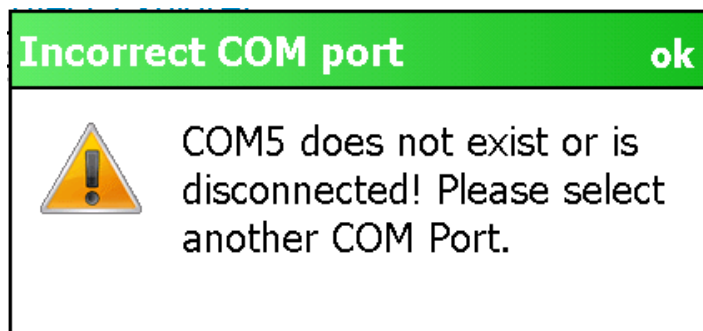 Incorrect COM port ok
COM5 does not exist or is
disconnected! Please select
another COM Port.